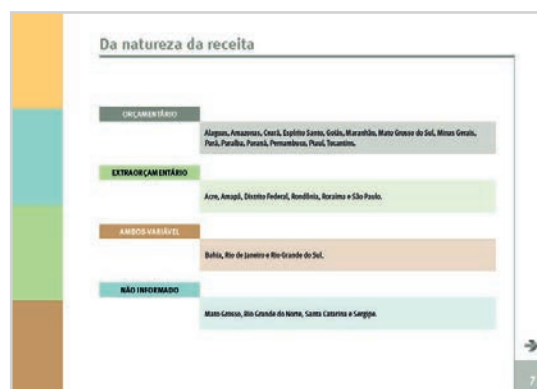 Da natureza da receita
ORÇAMENTÁRIO
Alagoas, Amazonas, Ceará, Espírito Santo, Goiás, Maranhão, Mato Grosso do Sul, Minas Gerais,
Pará, Paraíba, Paraná, Pernambuco, Piauí, Tocantins.
EXTRAORÇAMENTÁRIO
Acre, Amapá, Distrito Federal, Rondônia, Roraima e São Paulo.
AMBOS-VARIÁVEL
Bahia, Rio de Janeiro e Rio Grande do Sul.
NÃO INFORMADO
Mato Grosso, Rio Grande do Norte, Santa Catarina e Sergipe.
7